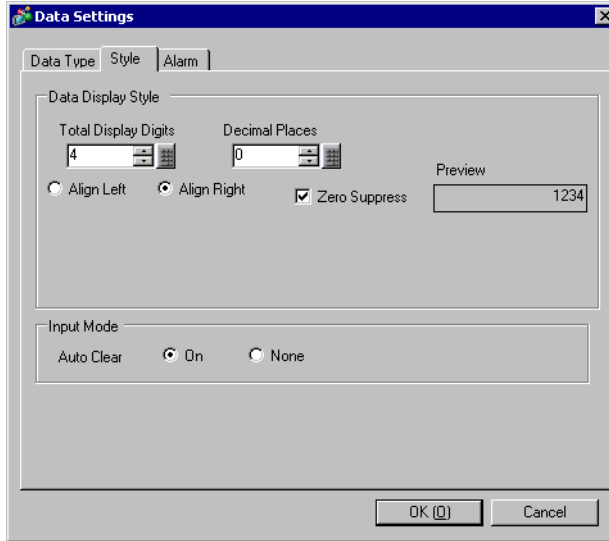 Data Settings
Data Type Style Alarm
Data Display Style
Total Display Digits Decimal Places
4 0
Preview
Align Left Align Right Zero Suppress 1234
Input Mode
Auto Clear On None
OK (O) Cancel